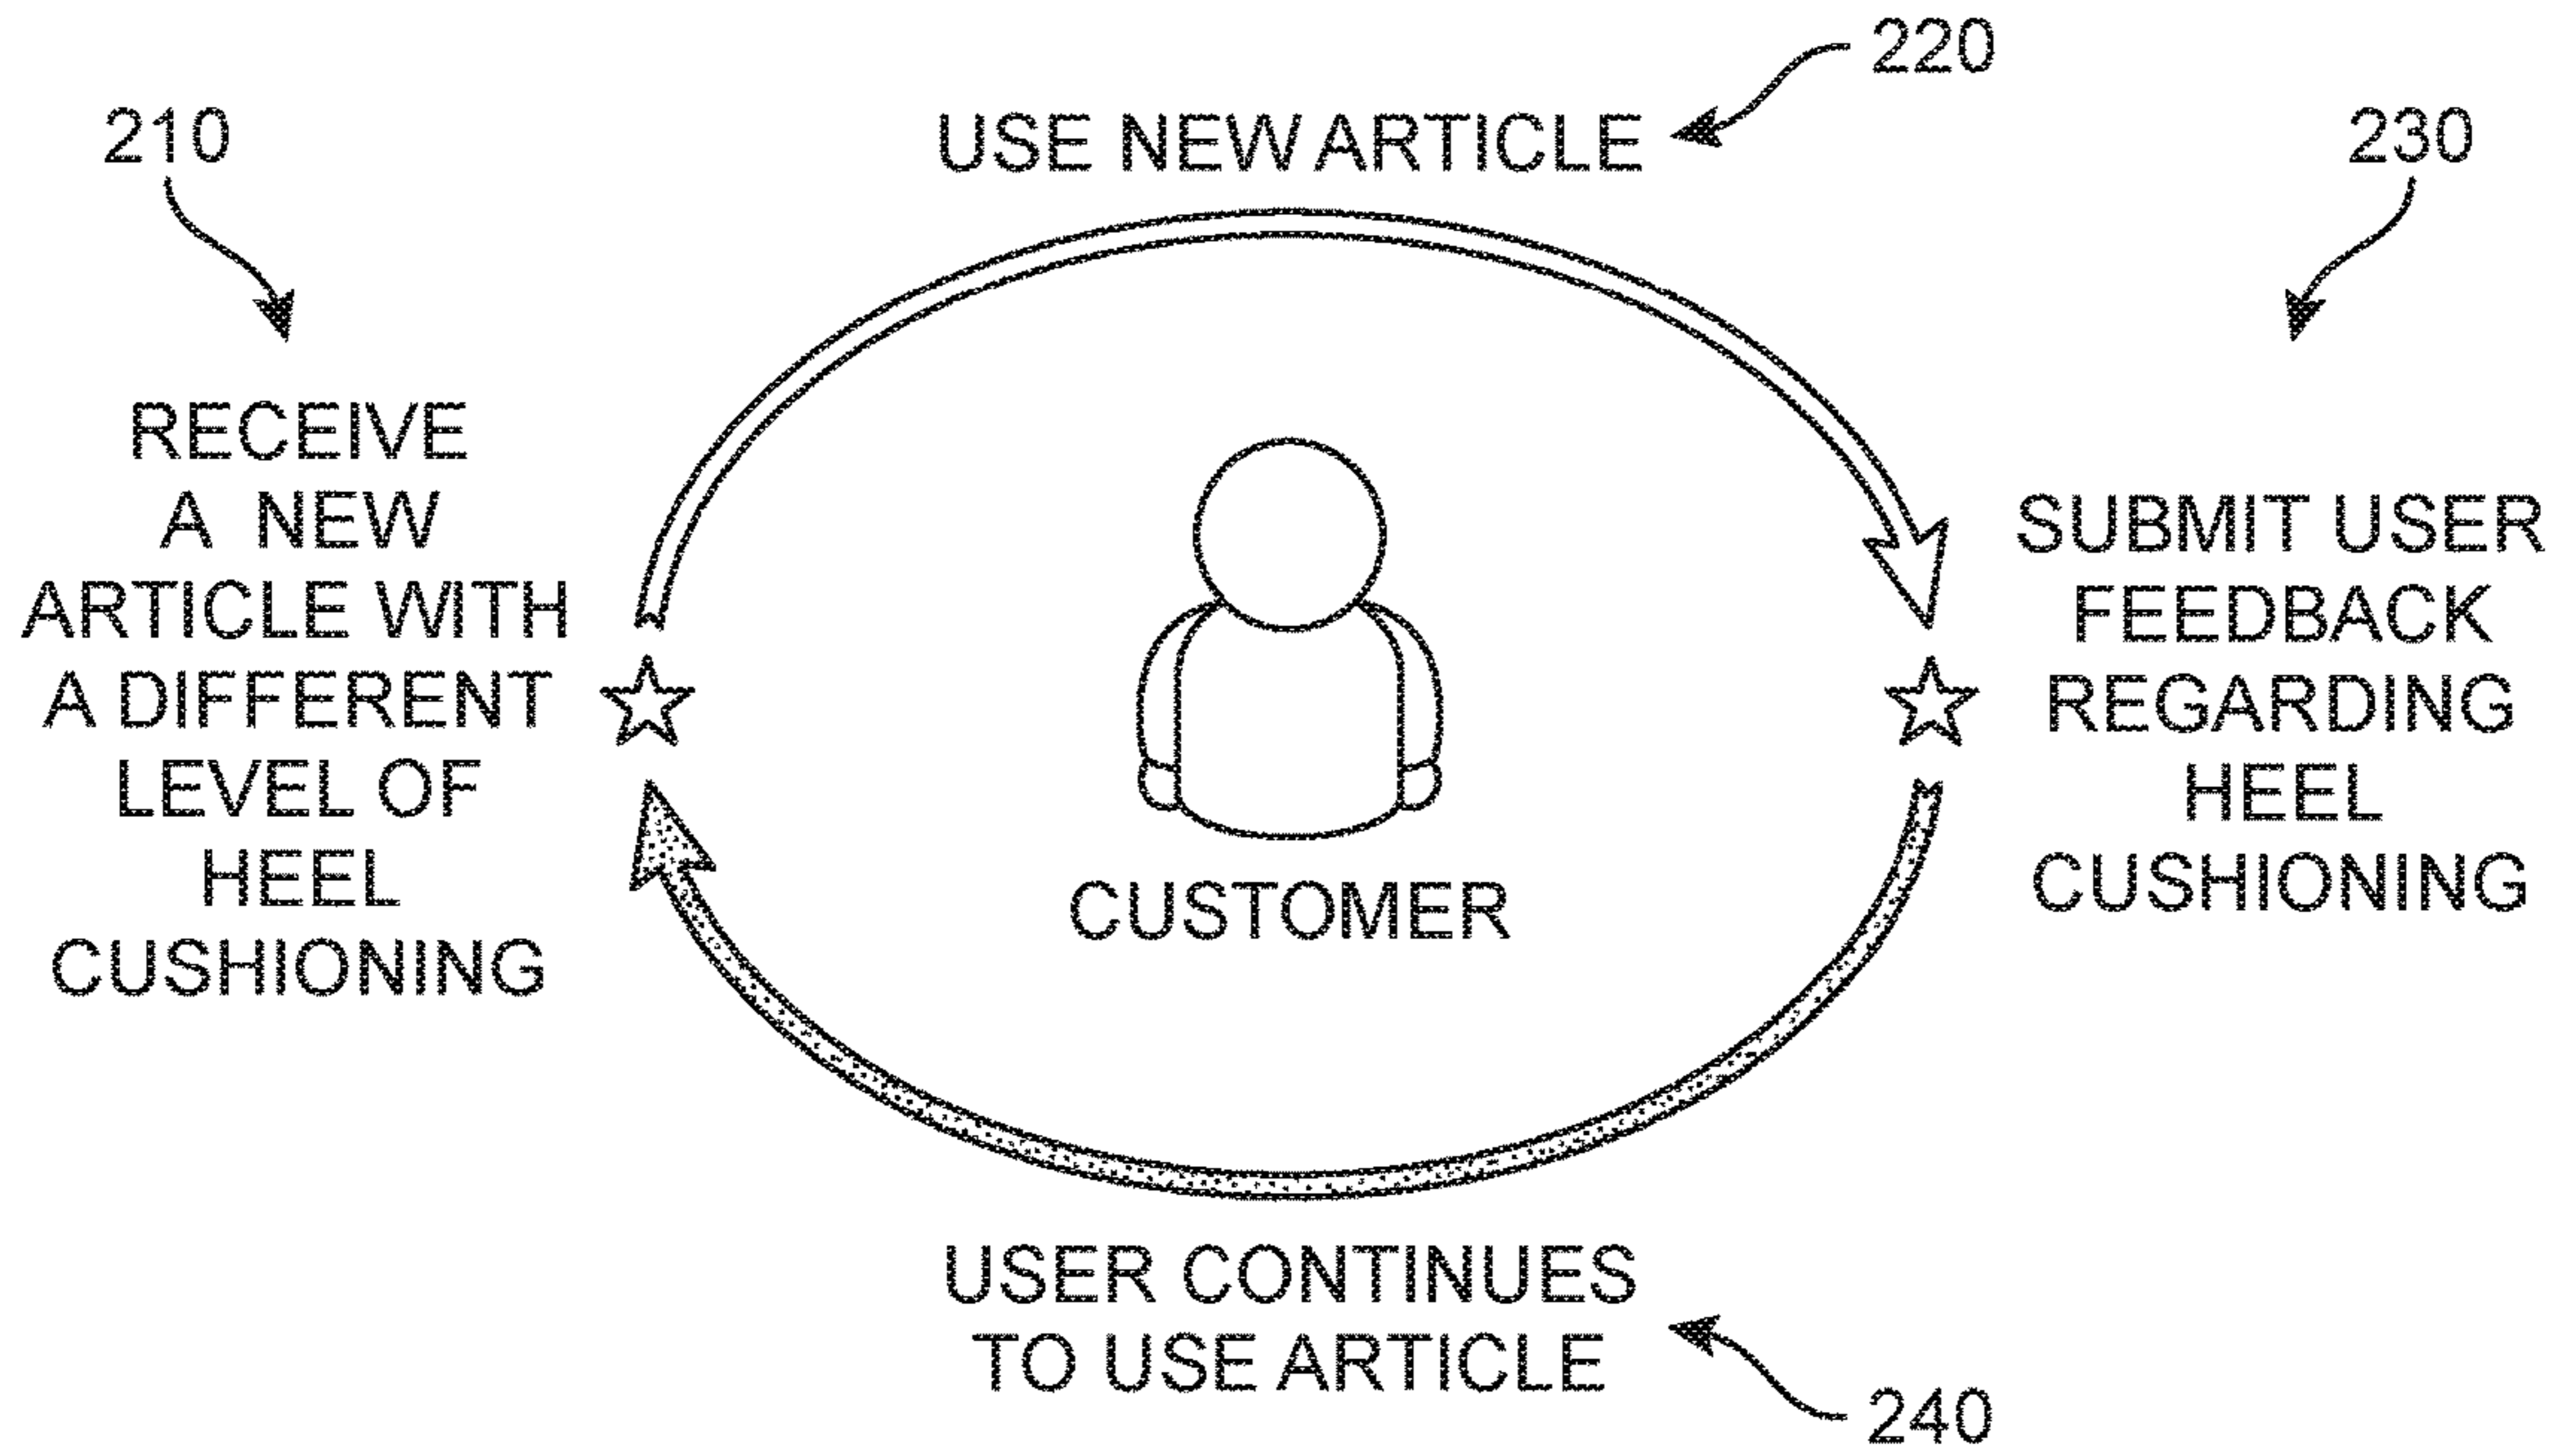 220
USE NEW ARTICLE
210
230
RECEIVE
A NEW
ARTICLE WITH
A DIFFERENT
LEVEL OF
HEEL
CUSHIONING
SUBMIT USER
FEEDBACK
REGARDING
HEEL
CUSHIONING
CUSTOMER
USER CONTINUES
TO USE ARTICLE
240